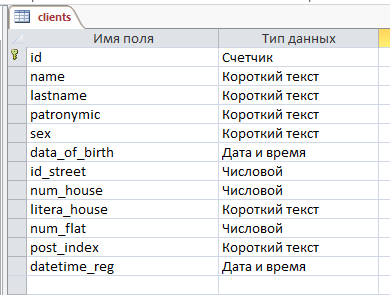 clients
Имя поля Тип данных
id Счетчик
name Короткий текст
lastname Короткий текст
patronymic Короткий текст
sex Короткий текст
data_of_birth Дата и время
id_street Числовой
num_house Числовой
litera_house Короткий текст
num_flat Числовой
post_index Короткий текст
datetime_reg Дата и время